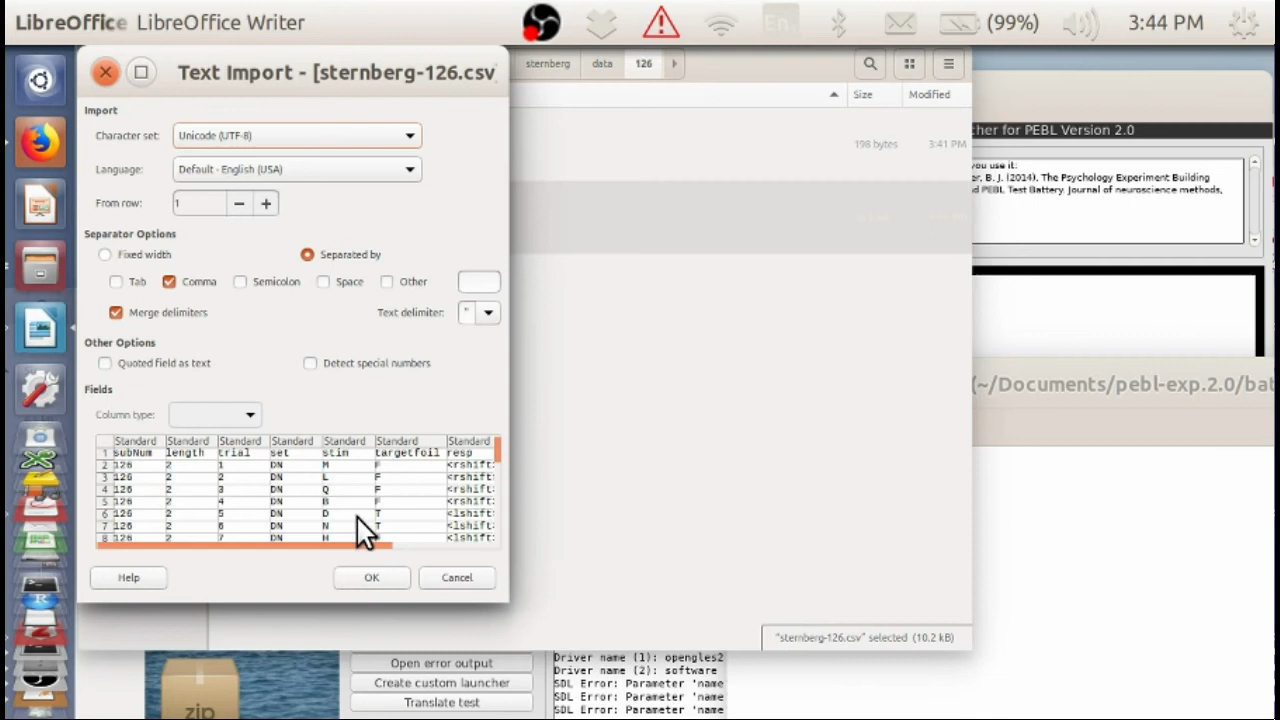 LibreOffice LibreOffice Writer
En
(99%)
3:44 PM
Text Import - [sternberg-126.csv
Import
Character set: Unicode (UTF-8)
Language: Default - English (USA)
From row: 1
Separator Options
Fixed width Separated by
Tab Comma Semicolon Space Other
Merge delimiters Text delimiter: "
Other Options
Quoted field as text Detect special numbers
Fields
Column type:
Standard Standard Standard Standard Standard Standard Standard
1 subNum length trial set stim targetfoil resp
2 126 2 1 DN M F <rshift:
3 126 2 2 DN L F <rshift:
4 126 2 3 DN Q F <rshift:
5 126 2 4 DN B F <rshift:
6 126 2 5 DN D T <lshift:
7 126 2 6 DN N T <lshift:
8 126 2 7 DN H <lshift:
Help OK Cancel
sternberg data 126
Size Modified
198 bytes 3:41 PM
"sternberg-126.csv" selected (10.2 kB)
cher for PEBL Version 2.0
you use it:
er, B. J. (2014). The Psychology Experiment Building
and PEBL Test Battery. Journal of neuroscience methods,
(~/Documents/pebl-exp.2.0/bat
zip
Open error output
Create custom launcher
Translate test
Driver name (1): opengles2
Driver name (2): software
SDL Error: Parameter 'name
SDL Error: Parameter 'name
SDL Error: Parameter 'name